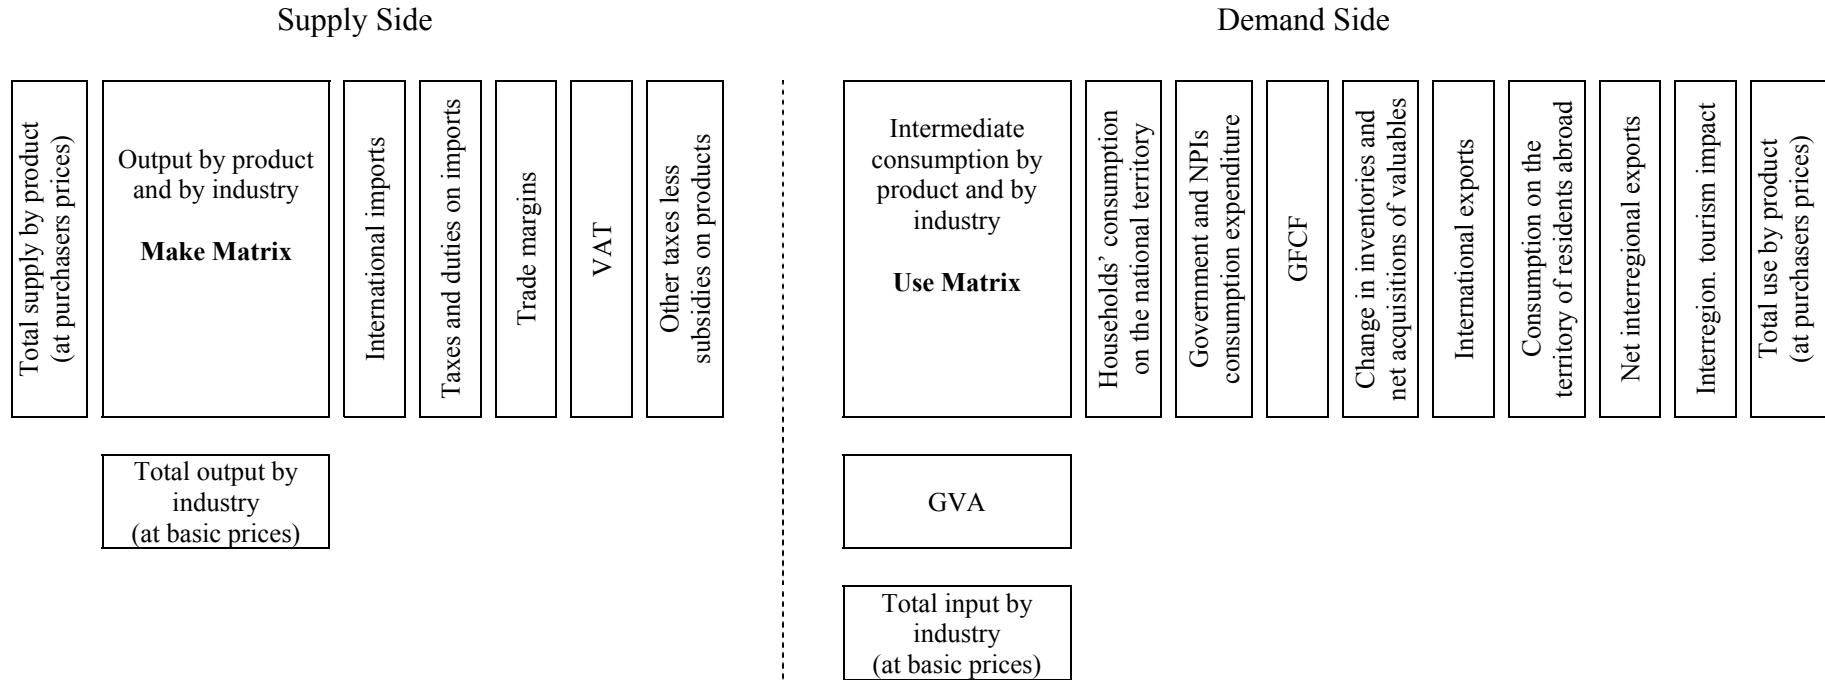 Supply Side
Demand Side
Total supply by product
(at purchasers prices)
Output by product
and by industry
Make Matrix
International imports
Taxes and duties on imports
Trade margins
VAT
Other taxes less
subsidies on products
Intermediate
consumption by
product and by
industry
Use Matrix
Households’ consumption
on the national territory
Government and NPIs
consumption expenditure
GFCF
Change in inventories and
net acquisitions of valuables
International exports
Consumption on the
territory of residents abroad
Net interregional exports
Interregion. tourism impact
Total use by product
(at purchasers prices)
Total output by
industry
(at basic prices)
GVA
Total input by
industry
(at basic prices)